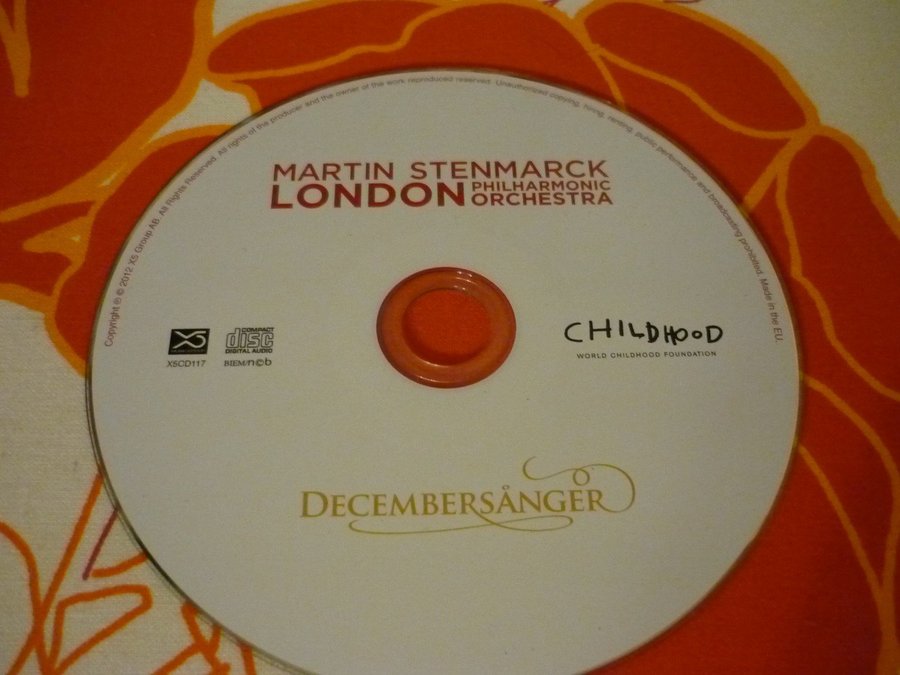 Copyright ℗ © 2012 X5 Group AB. All Rights Reserved. All rights of the producer and the owner of the work reproduced reserved. Unauthorized copying, hiring, renting, public performance and broadcasting prohibited. Made in the EU.
MARTIN STENMARCK
LONDON PHILHARMONIC ORCHESTRA
X5
COMPACT
disc
DIGITAL AUDIO
X5CD117
BIEM/n©b
CHILDHOOD
WORLD CHILDHOOD FOUNDATION
DECEMBERSÅNGER